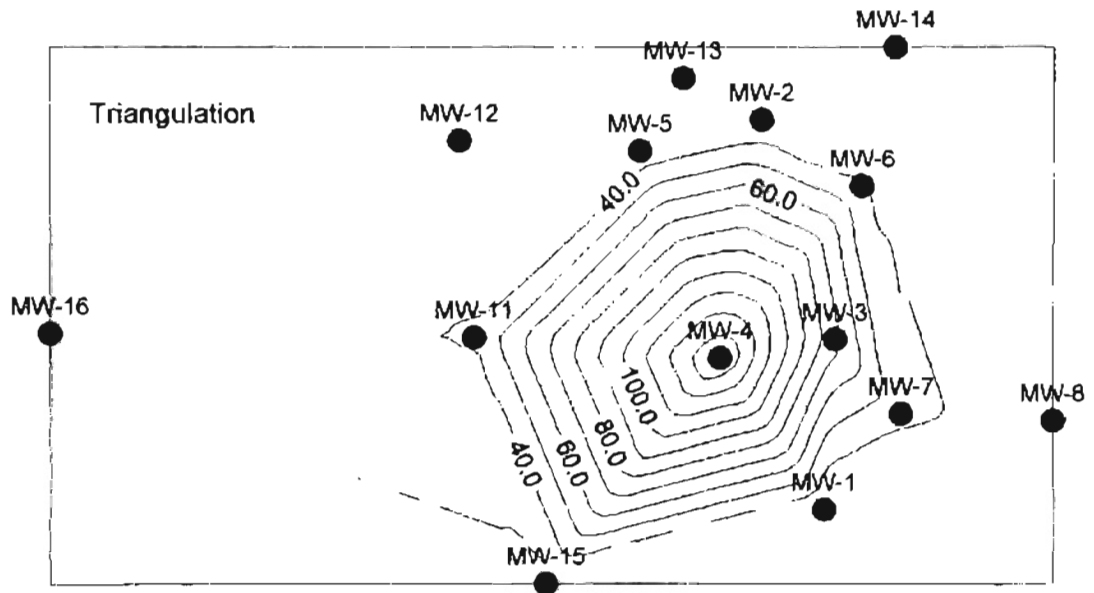 MW-14
MW-13
Triangulation
MW-12
MW-2
MW-5
MW-6
40.0
60.0
MW-16
MW-11
MW-3
MW-4
100.0
MW-7
MW-8
80.0
60.0
40.0
MW-1
MW-15